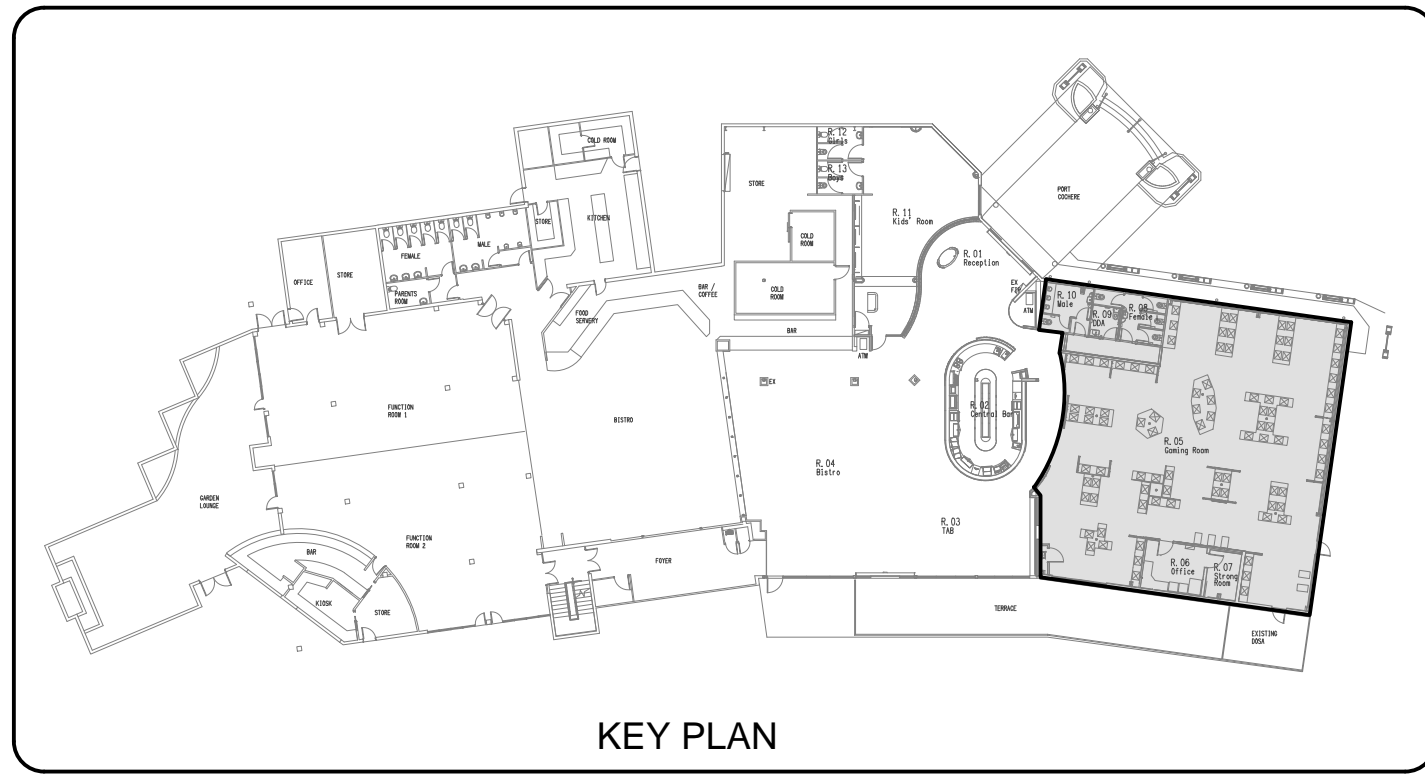 COLD ROOM
R.12
Girls
R.13
Boys
STORE
PORT
COCHERE
R.11
Kids' Room
STORE
KITCHEN
FEMALE
MALE
COLD
ROOM
R.01
Reception
OFFICE
STORE
PARENTS
ROOM
BAR /
COFFEE
COLD
ROOM
EX
FIP
ATM
R.10
Male
R.09
DDA
R.08
Female
FOOD
SERVERY
BAR
ATM
EX
FUNCTION
ROOM 1
BISTRO
R.02
Central Bar
R.05
Gaming Room
R.04
Bistro
GARDEN
LOUNGE
R.03
TAB
FUNCTION
ROOM 2
BAR
FOYER
R.06
Office
R.07
Strong
Room
KIOSK
STORE
TERRACE
EXISTING
DOSA
KEY PLAN